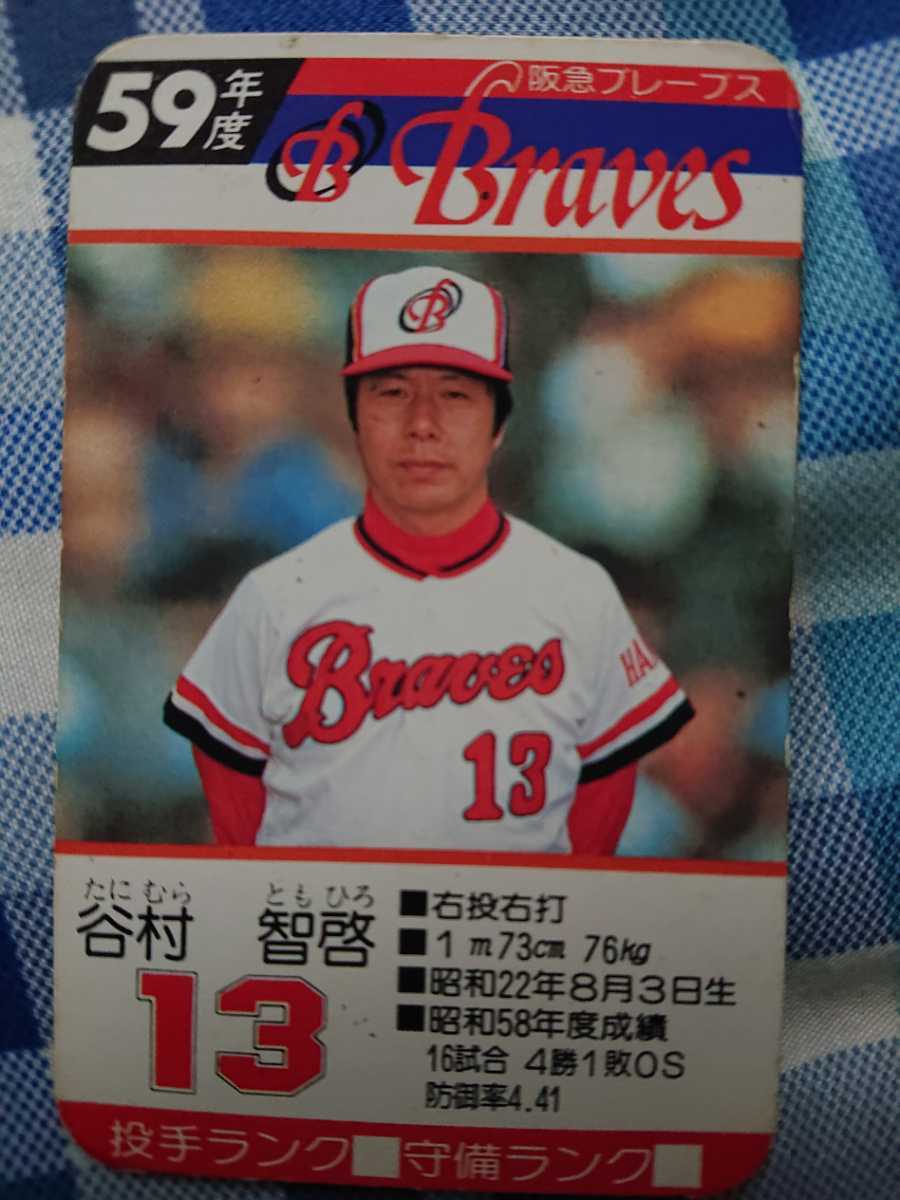 59年度
阪急ブレーブス
B Braves
B
Braves
HA
13
たに むら とも ひろ
谷村 智啓
13
■右投右打
■1m73cm 76kg
■昭和22年8月3日生
■昭和58年度成績
16試合 4勝1敗0S
防御率4.41
投手ランク 守備ランク